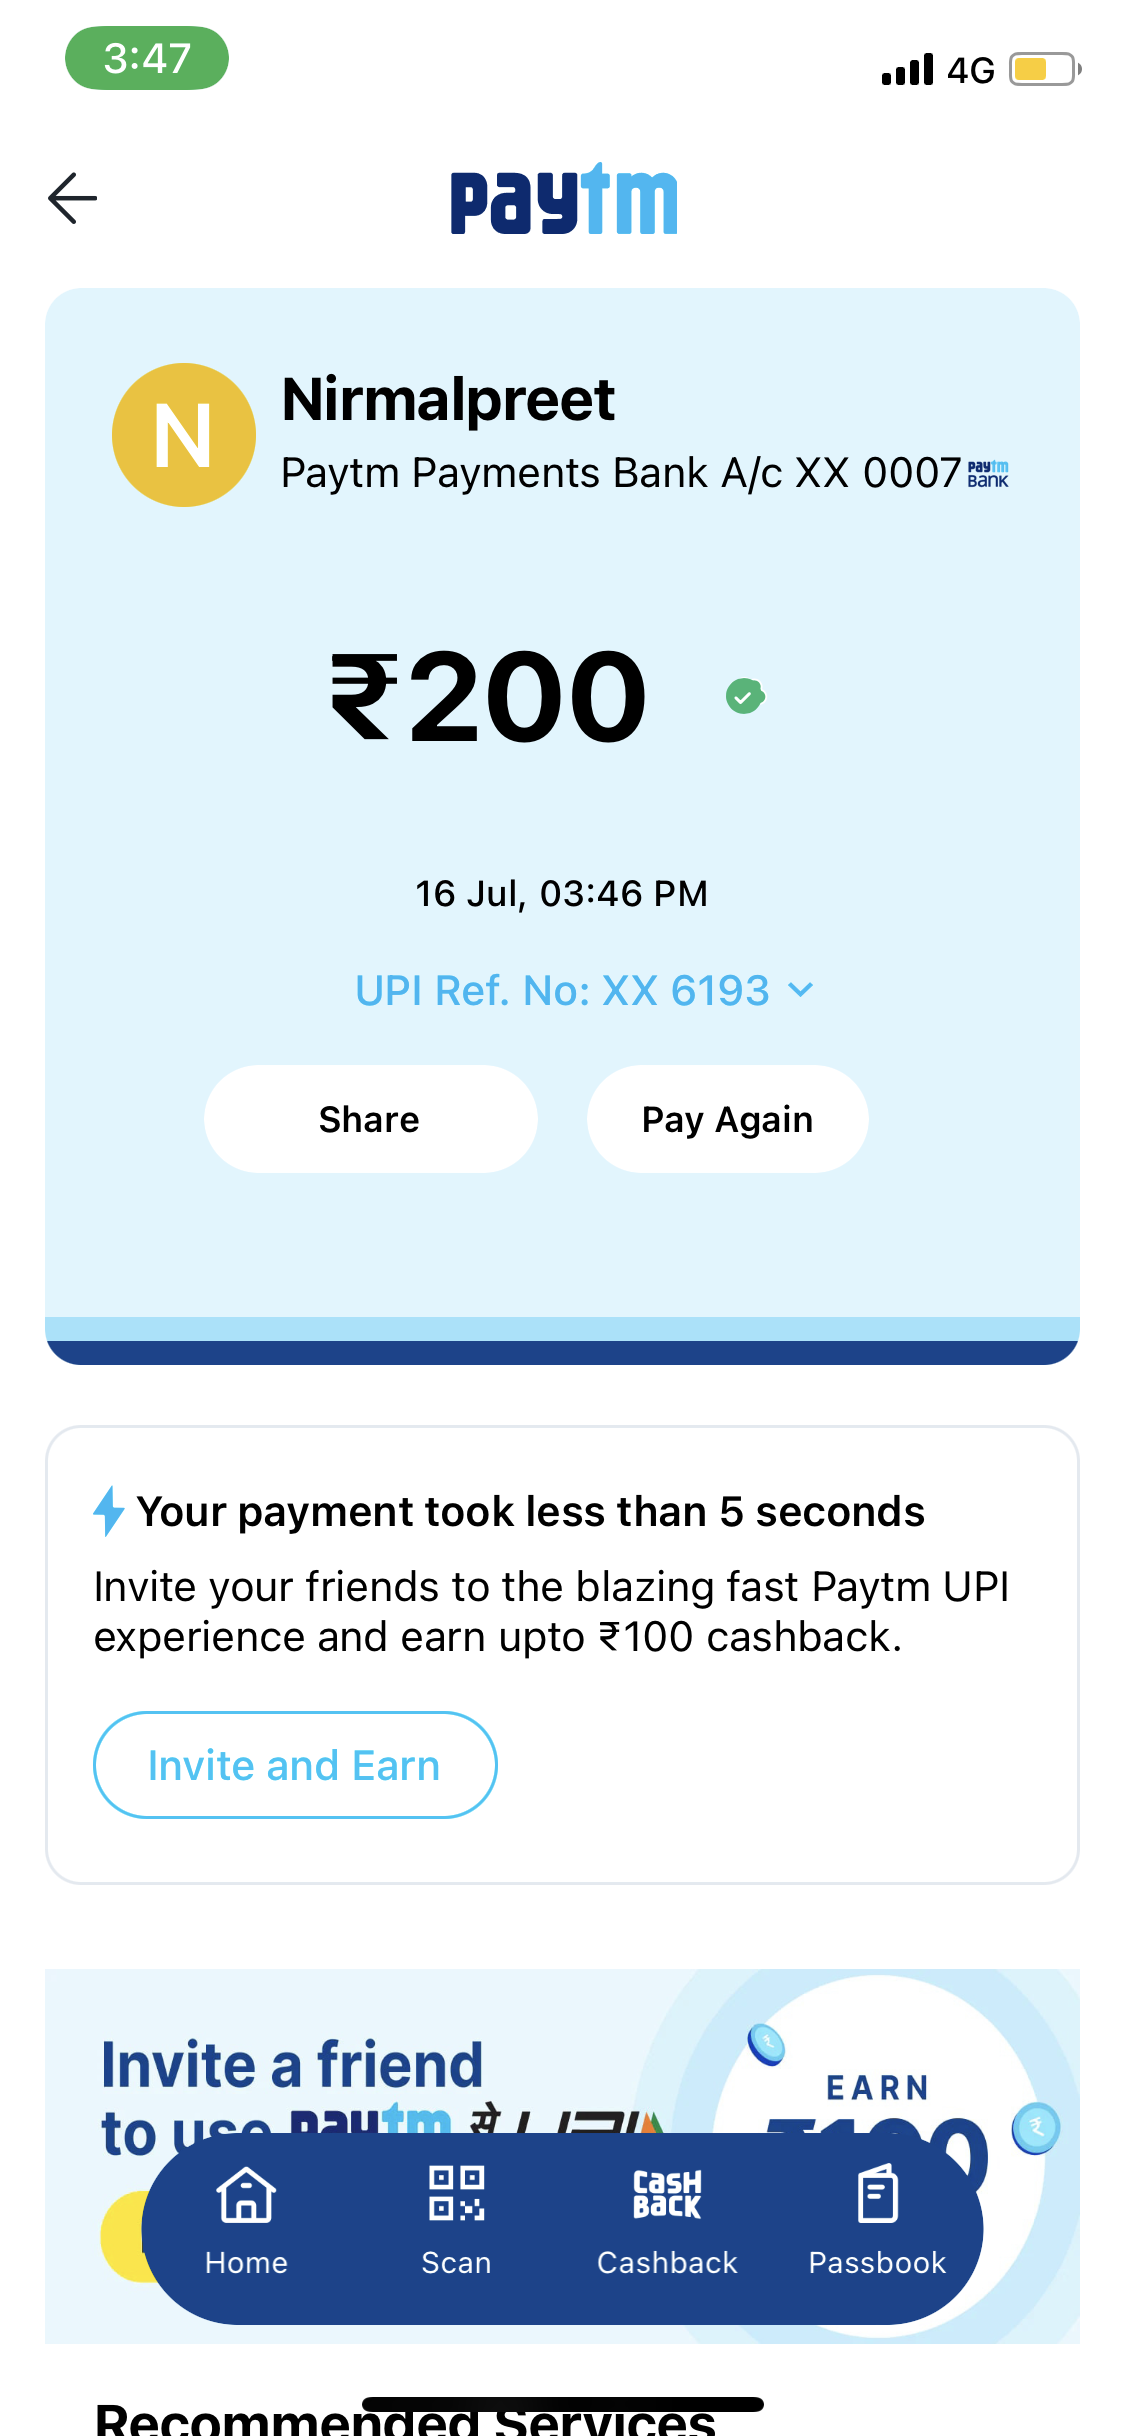 3:47
4G
paytm
N
Nirmalpreet
Paytm Payments Bank A/c XX 0007 paytm BANK
₹200
16 Jul, 03:46 PM
UPI Ref. No: XX 6193
Share
Pay Again
Your payment took less than 5 seconds
Invite your friends to the blazing fast Paytm UPI
experience and earn upto ₹100 cashback.
Invite and Earn
Invite a friend
to use paytm से UPI
EARN
₹100
CASH
BACK
Home
Scan
Cashback
Passbook
Recommended Services